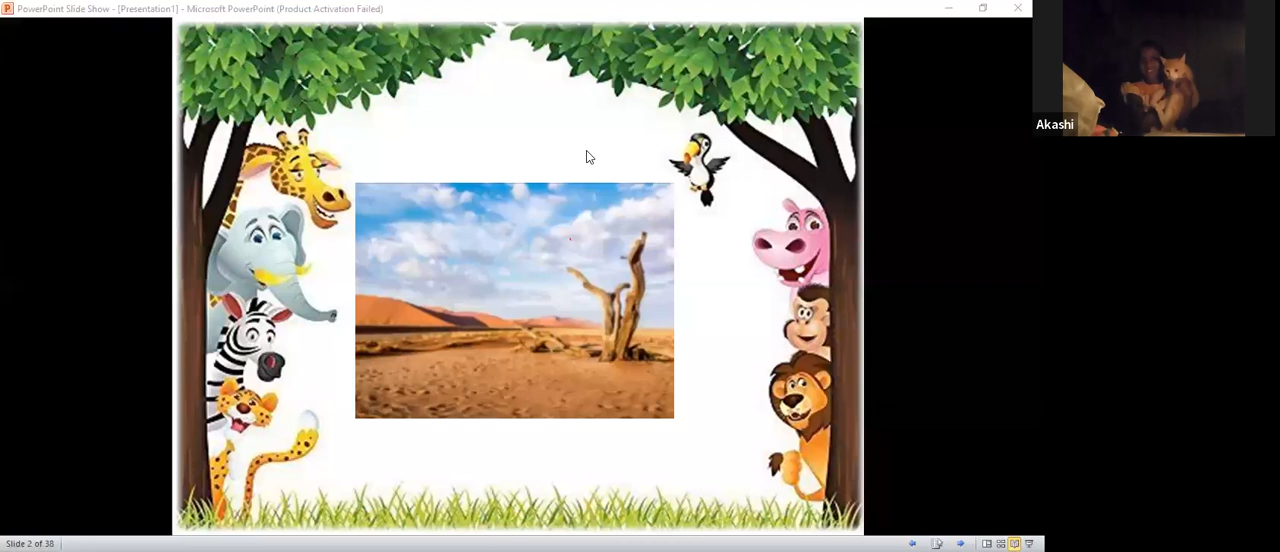 PowerPoint Slide Show - [Presentation1] - Microsoft PowerPoint (Product Activation Failed)
Akashi
Slide 2 of 38